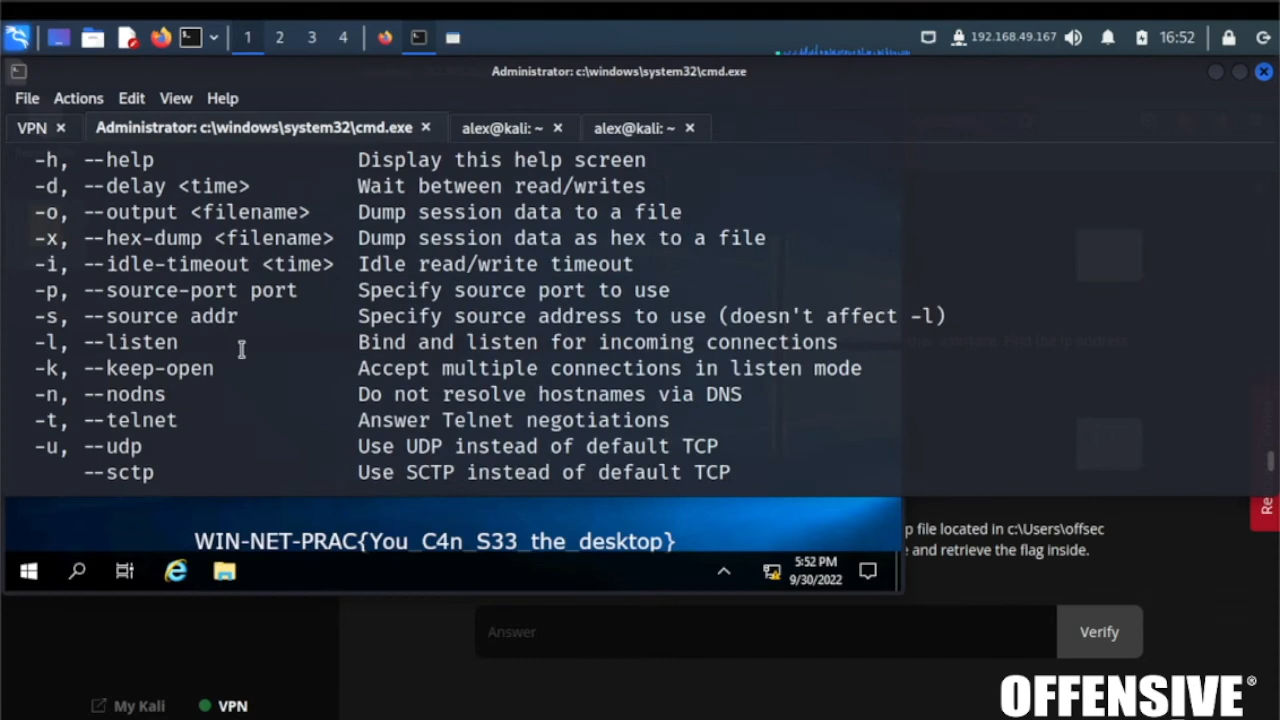 1 2 3 4 192.168.49.167 16:52
Administrator: c:\windows\system32\cmd.exe
File Actions Edit View Help
VPN Administrator: c:\windows\system32\cmd.exe alex@kali: ~ alex@kali: ~
-h, --help Display this help screen
-d, --delay <time> Wait between read/writes
-o, --output <filename> Dump session data to a file
-x, --hex-dump <filename> Dump session data as hex to a file
-i, --idle-timeout <time> Idle read/write timeout
-p, --source-port port Specify source port to use
-s, --source addr Specify source address to use (doesn't affect -l)
-l, --listen Bind and listen for incoming connections
-k, --keep-open Accept multiple connections in listen mode
-n, --nodns Do not resolve hostnames via DNS
-t, --telnet Answer Telnet negotiations
-u, --udp Use UDP instead of default TCP
--sctp Use SCTP instead of default TCP
WIN-NET-PRAC{You_C4n_S33_the_desktop}
5:52 PM
9/30/2022
p file located in c:\Users\offsec
and retrieve the flag inside.
Answer Verify
My Kali VPN
OFFENSIVE®